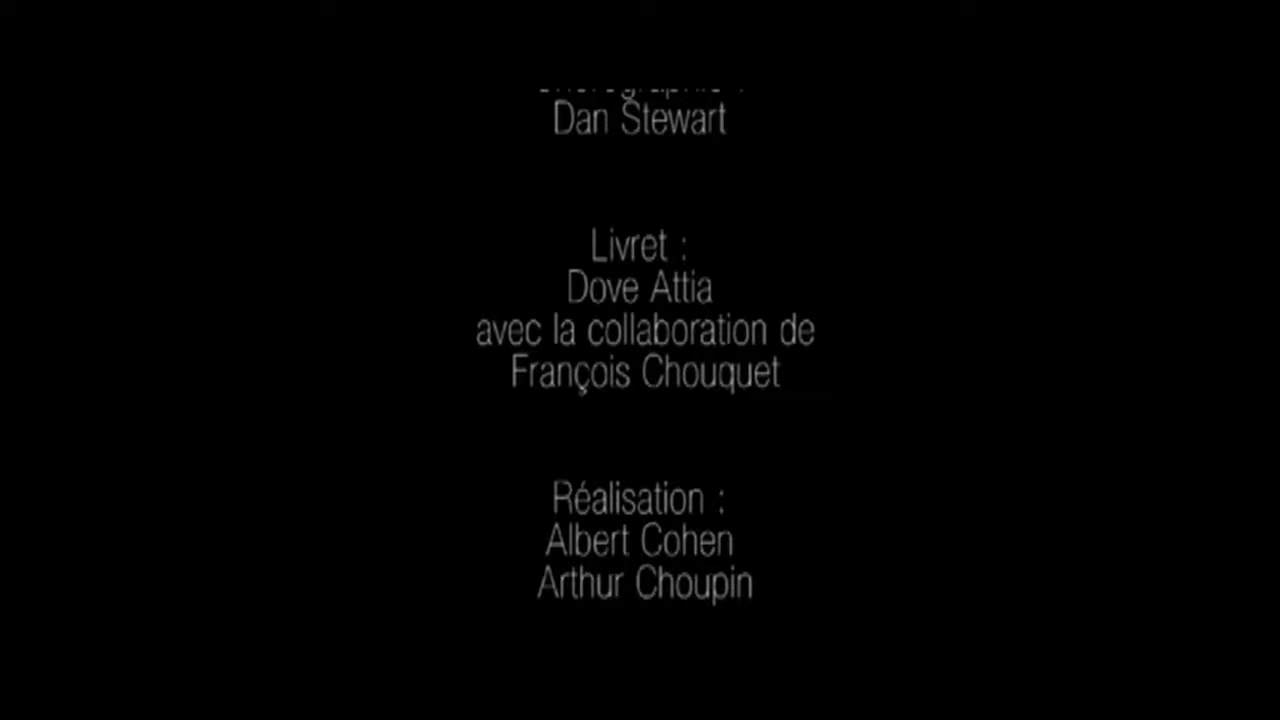 Dan Stewart
Livret :
Dove Attia
avec la collaboration de
François Chouquet
Réalisation :
Albert Cohen
Arthur Choupin